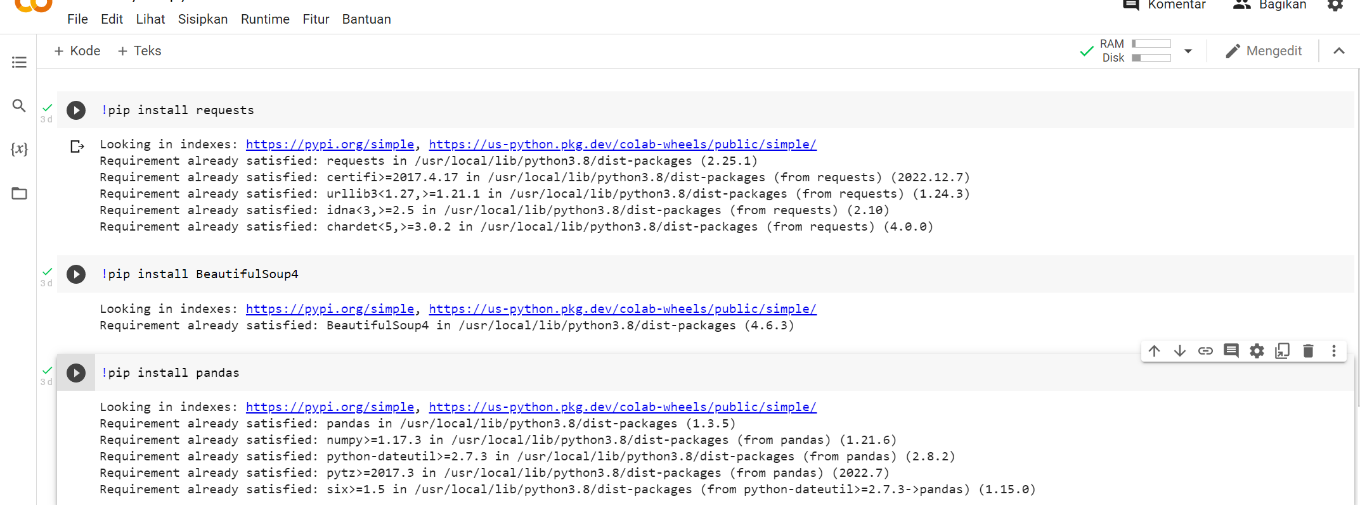 Komentar
Bagikan
File Edit Lihat Sisipkan Runtime Fitur Bantuan
+ Kode + Teks
RAM
Disk
Mengedit
{x}
!pip install requests
3 d
Looking in indexes: https://pypi.org/simple, https://us-python.pkg.dev/colab-wheels/public/simple/
Requirement already satisfied: requests in /usr/local/lib/python3.8/dist-packages (2.25.1)
Requirement already satisfied: certifi>=2017.4.17 in /usr/local/lib/python3.8/dist-packages (from requests) (2022.12.7)
Requirement already satisfied: urllib3<1.27,>=1.21.1 in /usr/local/lib/python3.8/dist-packages (from requests) (1.24.3)
Requirement already satisfied: idna<3,>=2.5 in /usr/local/lib/python3.8/dist-packages (from requests) (2.10)
Requirement already satisfied: chardet<5,>=3.0.2 in /usr/local/lib/python3.8/dist-packages (from requests) (4.0.0)
!pip install BeautifulSoup4
3 d
Looking in indexes: https://pypi.org/simple, https://us-python.pkg.dev/colab-wheels/public/simple/
Requirement already satisfied: BeautifulSoup4 in /usr/local/lib/python3.8/dist-packages (4.6.3)
!pip install pandas
3 d
Looking in indexes: https://pypi.org/simple, https://us-python.pkg.dev/colab-wheels/public/simple/
Requirement already satisfied: pandas in /usr/local/lib/python3.8/dist-packages (1.3.5)
Requirement already satisfied: numpy>=1.17.3 in /usr/local/lib/python3.8/dist-packages (from pandas) (1.21.6)
Requirement already satisfied: python-dateutil>=2.7.3 in /usr/local/lib/python3.8/dist-packages (from pandas) (2.8.2)
Requirement already satisfied: pytz>=2017.3 in /usr/local/lib/python3.8/dist-packages (from pandas) (2022.7)
Requirement already satisfied: six>=1.5 in /usr/local/lib/python3.8/dist-packages (from python-dateutil>=2.7.3->pandas) (1.15.0)